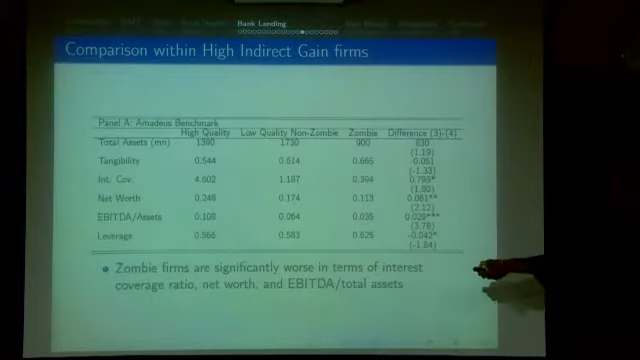 Bank Lending
Comparison within High Indirect Gain firms
Panel A: Amadeus Benchmark
High Quality Low Quality Non-Zombie Zombie Difference (3)-(4)
Total Assets (mn) 1390 1730 900 830
(1.19)
Tangibility 0.544 0.614 0.665 -0.051
(-1.33)
Int. Cov. 4.602 1.187 0.394 0.793*
(1.90)
Net Worth 0.248 0.174 0.113 0.061**
(2.12)
EBITDA/Assets 0.108 0.064 0.035 0.029***
(3.78)
Leverage 0.566 0.583 0.625 -0.042*
(-1.84)
Zombie firms are significantly worse in terms of interest
coverage ratio, net worth, and EBITDA/total assets